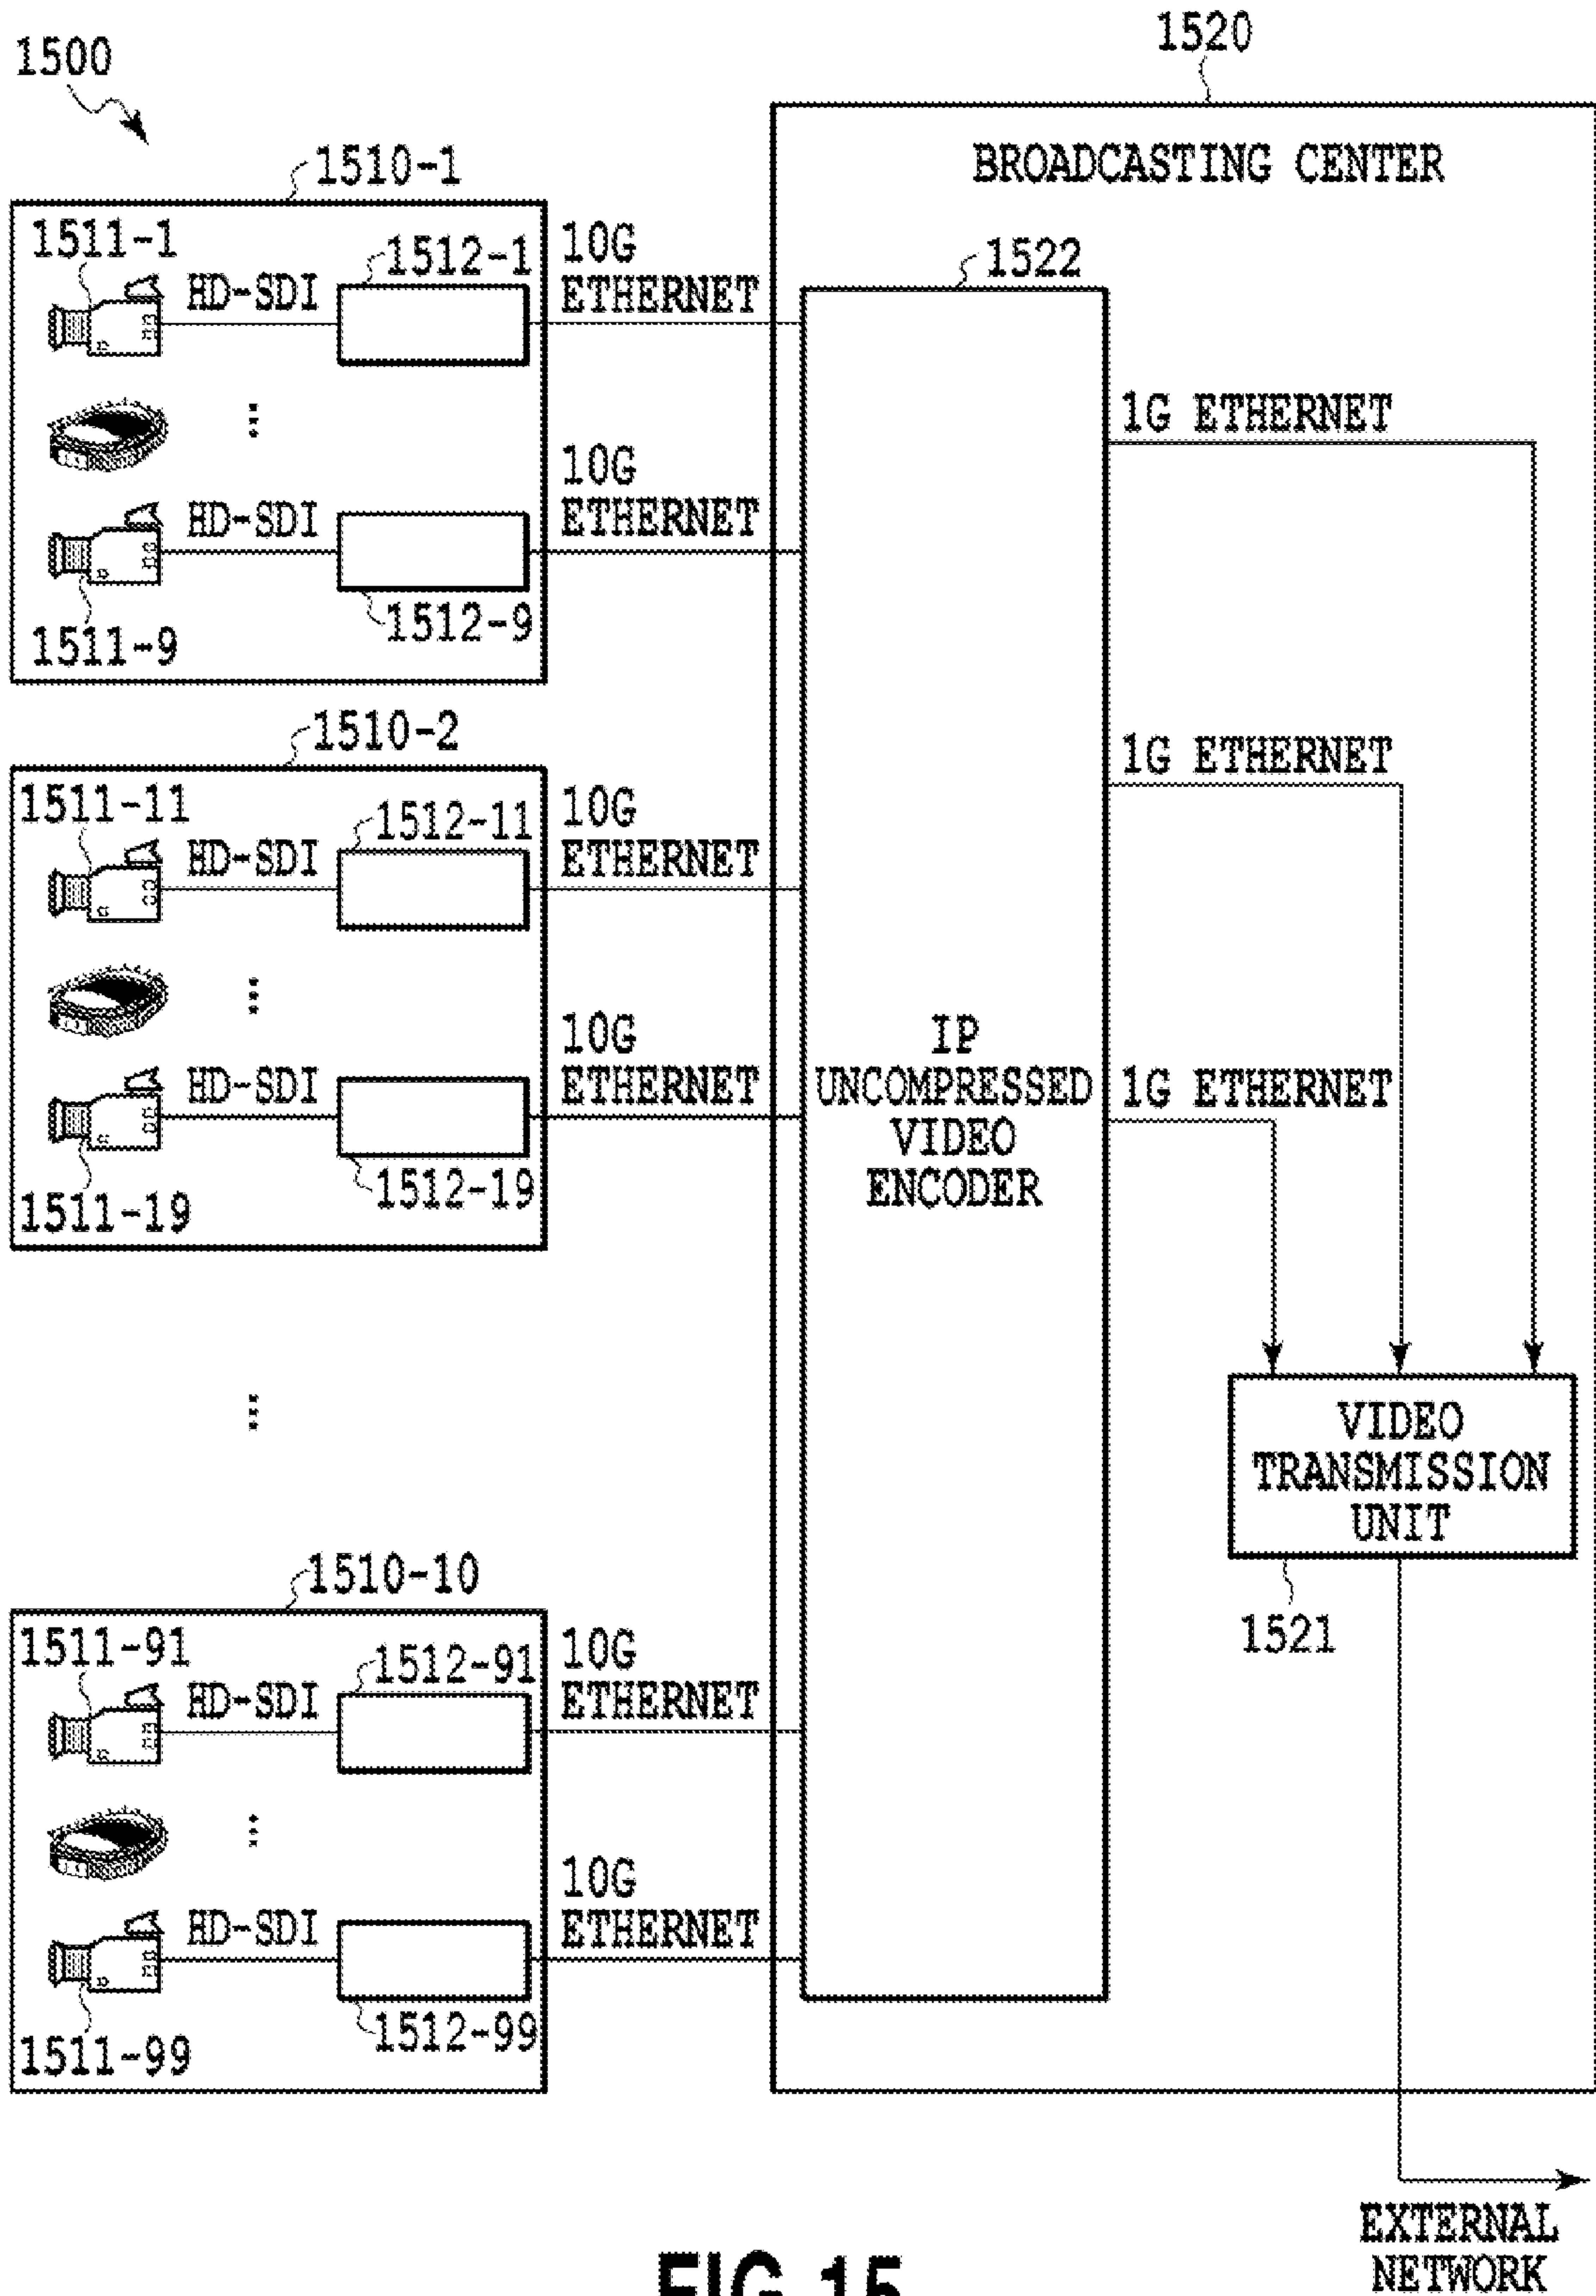 1500
1520
BROADCASTING CENTER
1510-1
1511-1
HD-SDI
1512-1
10G
ETHERNET
1522
1G ETHERNET
10G
ETHERNET
HD-SDI
1512-9
1511-9
1510-2
1G ETHERNET
1511-11
HD-SDI
1512-11
10G
ETHERNET
10G
ETHERNET
HD-SDI
1512-19
1511-19
IP
UNCOMPRESSED
VIDEO
ENCODER
1G ETHERNET
VIDEO
TRANSMISSION
UNIT
1521
1510-10
1511-91
HD-SDI
1512-91
10G
ETHERNET
10G
ETHERNET
HD-SDI
1512-99
1511-99
EXTERNAL
NETWORK
FIG.15